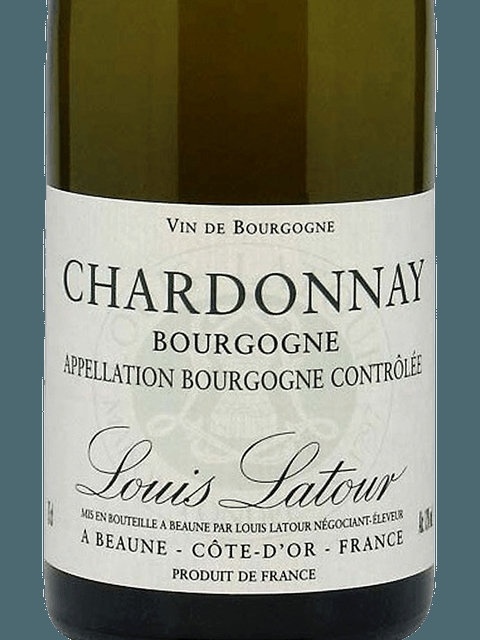 VIN DE BOURGOGNE
CHARDONNAY
BOURGOGNE
APPELLATION BOURGOGNE CONTRÔLÉE
Louis Latour
MIS EN BOUTEILLE A BEAUNE PAR LOUIS LATOUR NÉGOCIANT-ÉLEVEUR
A BEAUNE - CÔTE-D'OR - FRANCE
PRODUIT DE FRANCE